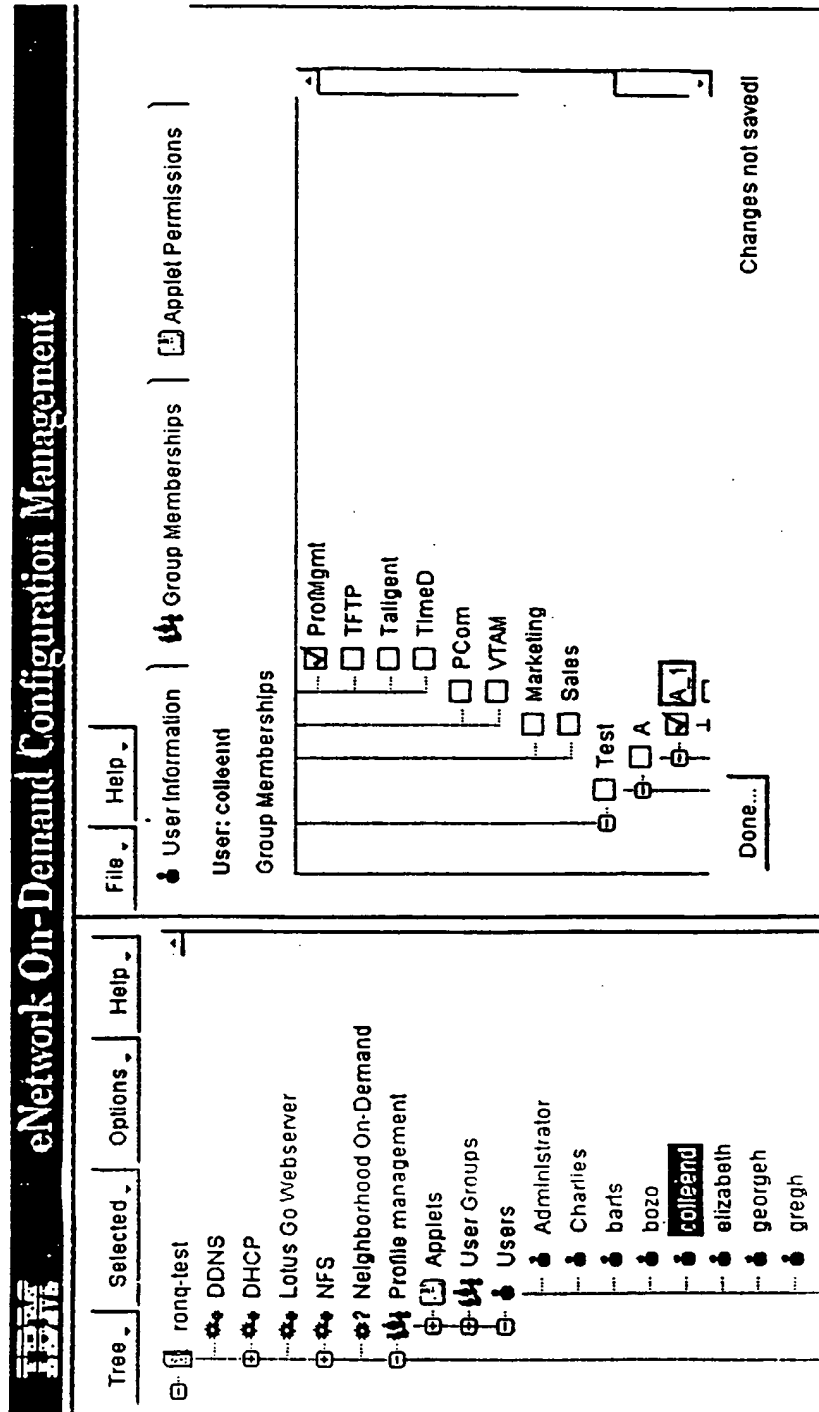 IBM
eNetwork On-Demand Configuration Management
Tree
Selected
Options
Help
ronq-test
DDNS
DHCP
Lotus Go Webserver
NFS
Neighborhood On-Demand
Profile management
Applets
User Groups
Users
Administrator
Charlies
barts
bozo
colleend
elizabeth
georgeh
gregh
File
Help
User Information
Group Memberships
Applet Permissions
User: colleend
Group Memberships
ProfMgmt
TFTP
Taligent
TimeD
PCom
VTAM
Marketing
Sales
Test
A
A_1
Done...
Changes not saved!